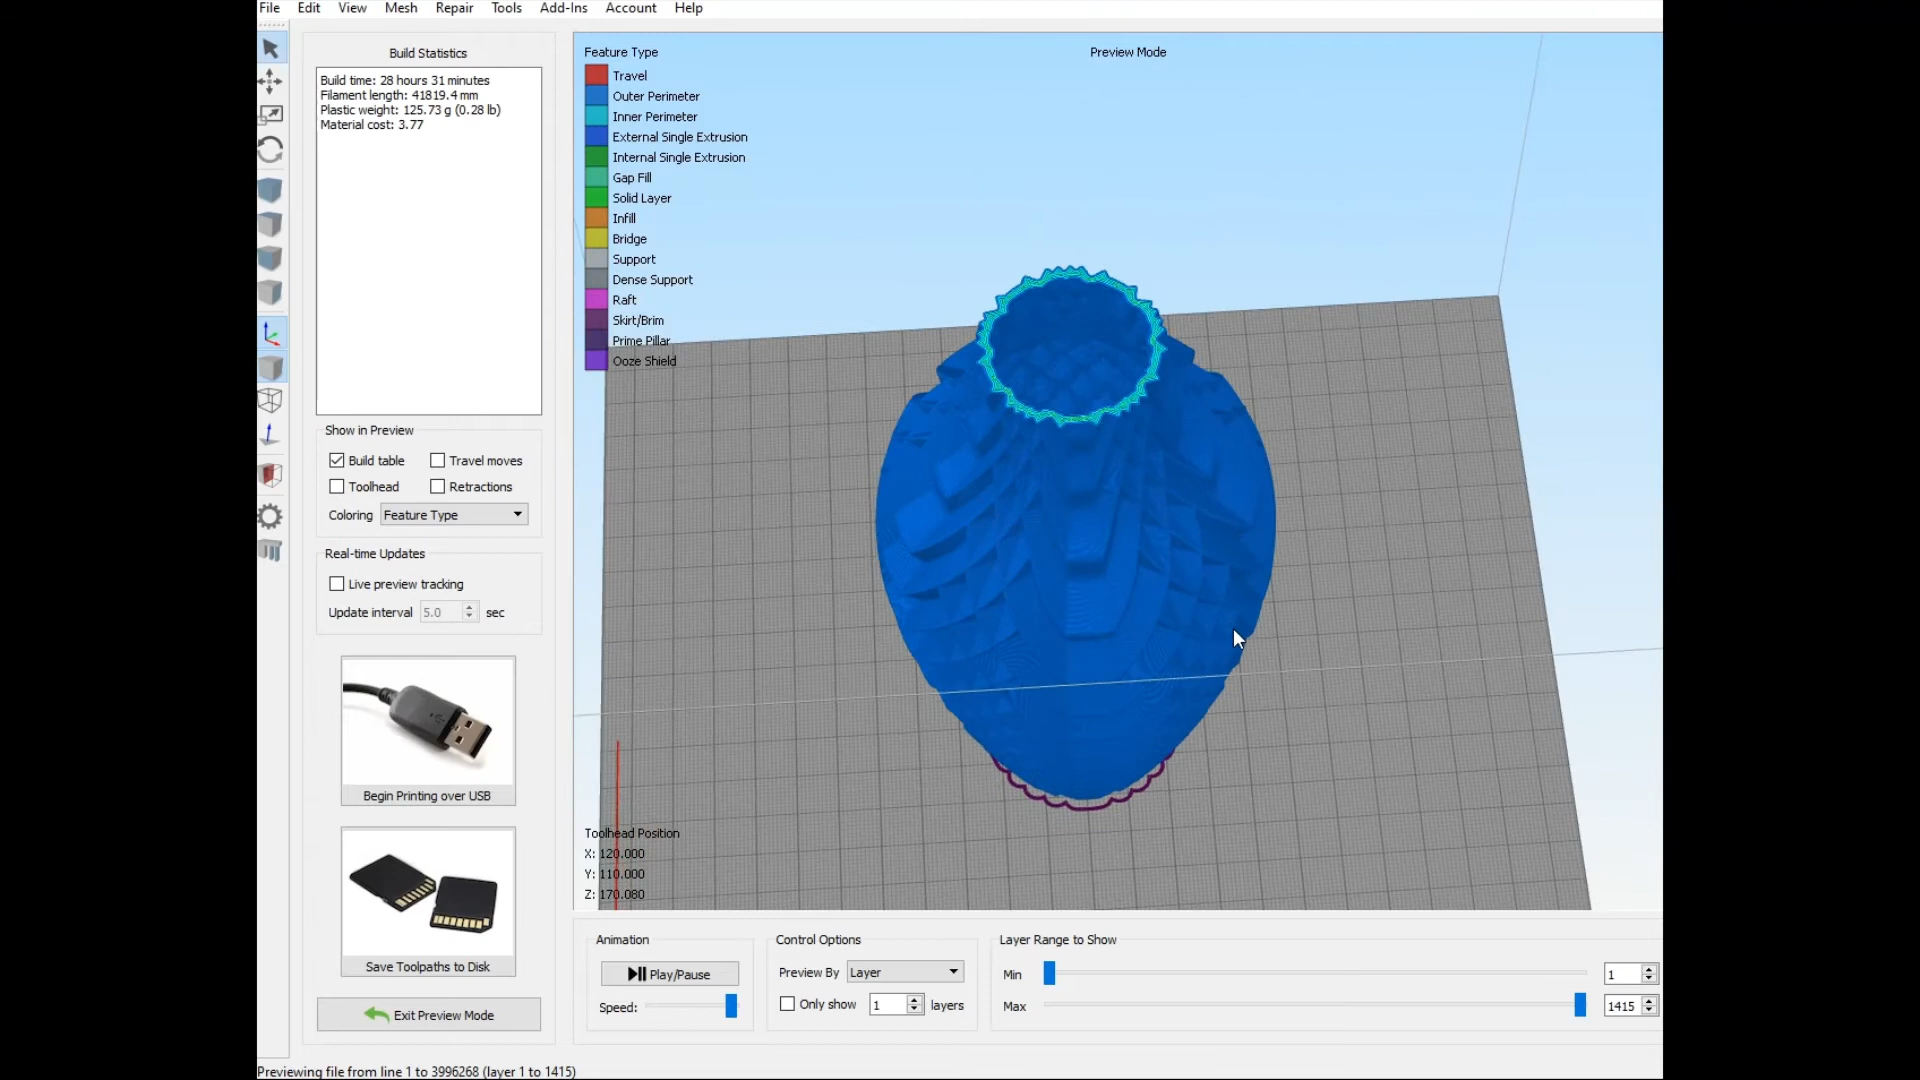 File Edit View Mesh Repair Tools Add-Ins Account Help
Build Statistics
Build time: 28 hours 31 minutes
Filament length: 41819.4 mm
Plastic weight: 125.73 g (0.28 lb)
Material cost: 3.77
Show in Preview
Build table
Travel moves
Toolhead
Retractions
Coloring Feature Type
Real-time Updates
Live preview tracking
Update interval 5.0 sec
Begin Printing over USB
Save Toolpaths to Disk
Exit Preview Mode
Feature Type
Preview Mode
Travel
Outer Perimeter
Inner Perimeter
External Single Extrusion
Internal Single Extrusion
Gap Fill
Solid Layer
Infill
Bridge
Support
Dense Support
Raft
Skirt/Brim
Prime Pillar
Ooze Shield
Toolhead Position
X: 120.000
Y: 110.000
Z: 170.080
Animation
Play/Pause
Speed:
Control Options
Preview By Layer
Only show 1 layers
Layer Range to Show
Min 1
Max 1415
Previewing file from line 1 to 3996268 (layer 1 to 1415)